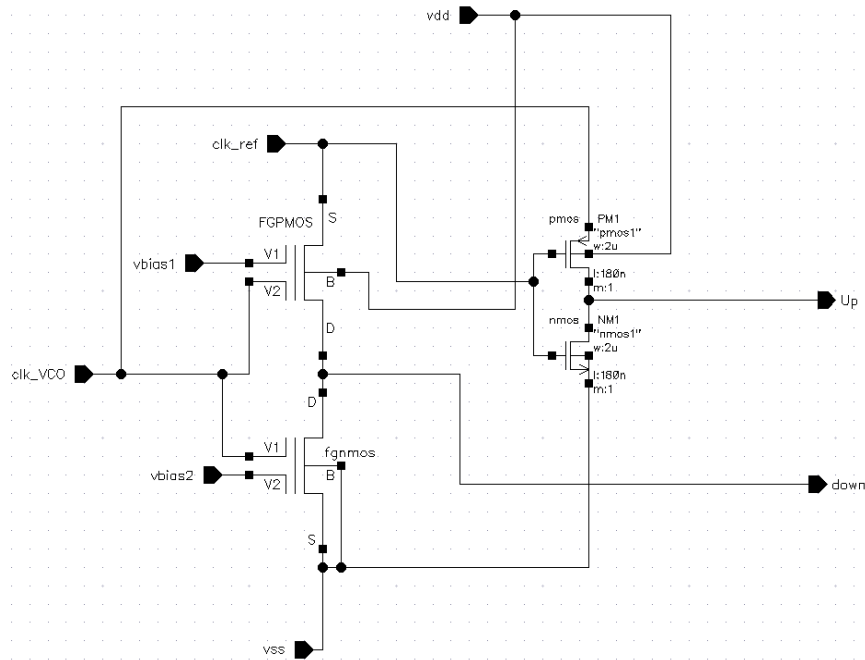 vdd
clk_ref
FGPMOS
S
pmos
PM1
"pmos1"
w:2u
V1
vbias1
B
V2
l:180n
m:1
Up
D
nmos
NM1
"nmos1"
w:2u
clk_VCO
l:180n
m:1
D
V1
fgnmos
vbias2
B
V2
down
S
vss